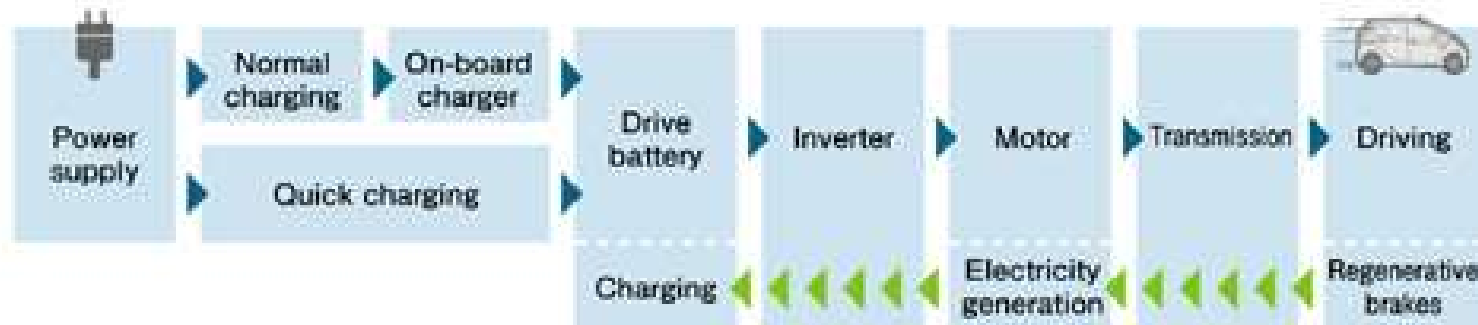 Power
supply
Normal
charging
On-board
charger
Quick charging
Drive
battery
Inverter
Motor
Transmission
Driving
Charging
Electricity
generation
Regenerative
brakes